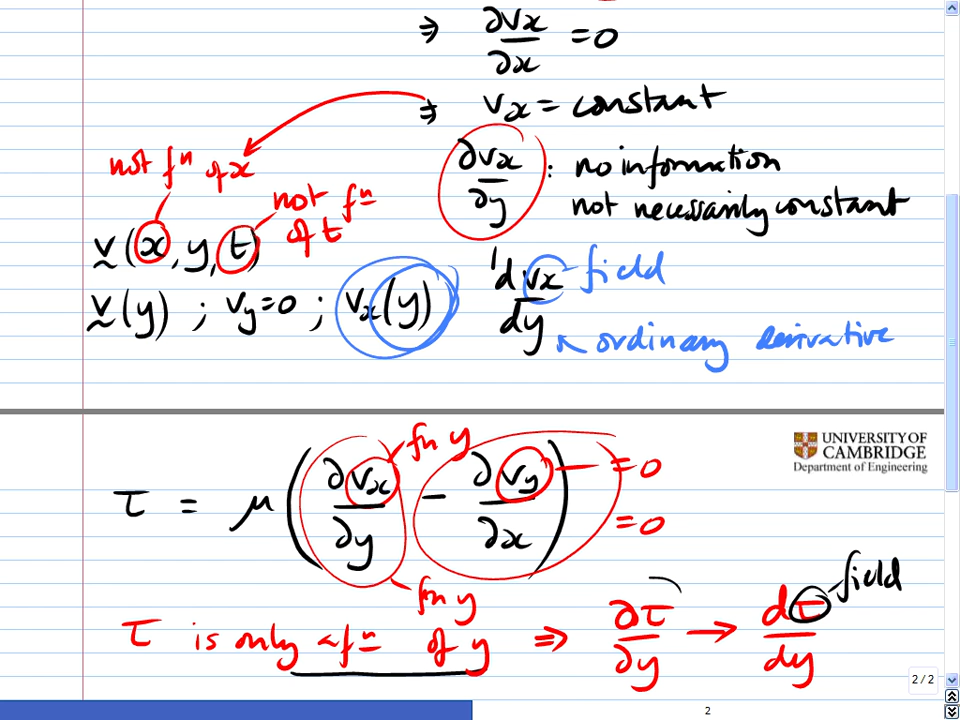 ⇒ ∂vx/∂x = 0
⇒ vx = constant
not fⁿ of x
∂vx/∂y : no information
not necessarily constant
not fⁿ of t
v(x, y, t)
v(y) ; vy=0 ; vx(y)
dvx/dy
field
ordinary derivative
UNIVERSITY OF
CAMBRIDGE
Department of Engineering
fn y
τ = μ(∂vx/∂y − ∂vy/∂x)
=0
=0
fn y
field
τ is only a fⁿ of y ⇒ ∂τ/∂y → dτ/dy
2 / 2
2